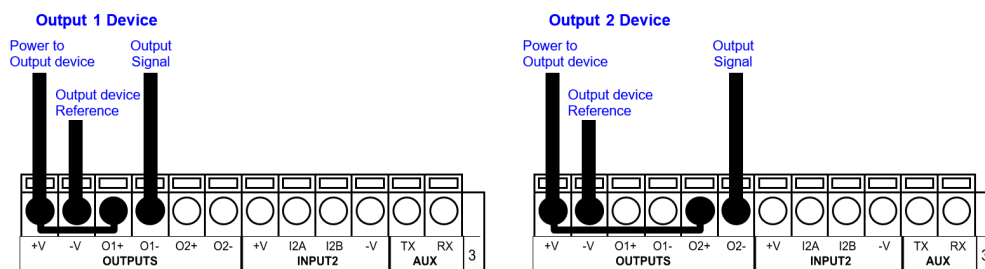 Output 1 Device
Power to
Output device
Output
Signal
Output device
Reference
+V -V O1+ O1- O2+ O2- +V I2A I2B -V TX RX
OUTPUTS INPUT2 AUX
3
Output 2 Device
Power to
Output device
Output
Signal
Output device
Reference
+V -V O1+ O1- O2+ O2- +V I2A I2B -V TX RX
OUTPUTS INPUT2 AUX
3